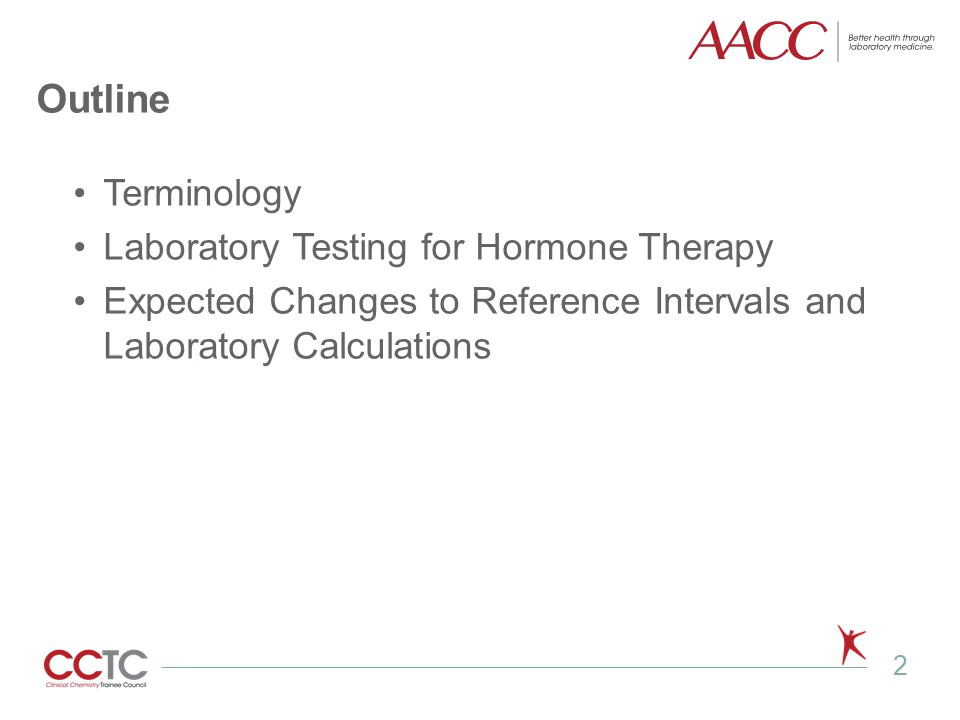 AACC
Better health through
laboratory medicine.
Outline
• Terminology
• Laboratory Testing for Hormone Therapy
• Expected Changes to Reference Intervals and
Laboratory Calculations
CCTC
Clinical Chemistry Trainee Council
2